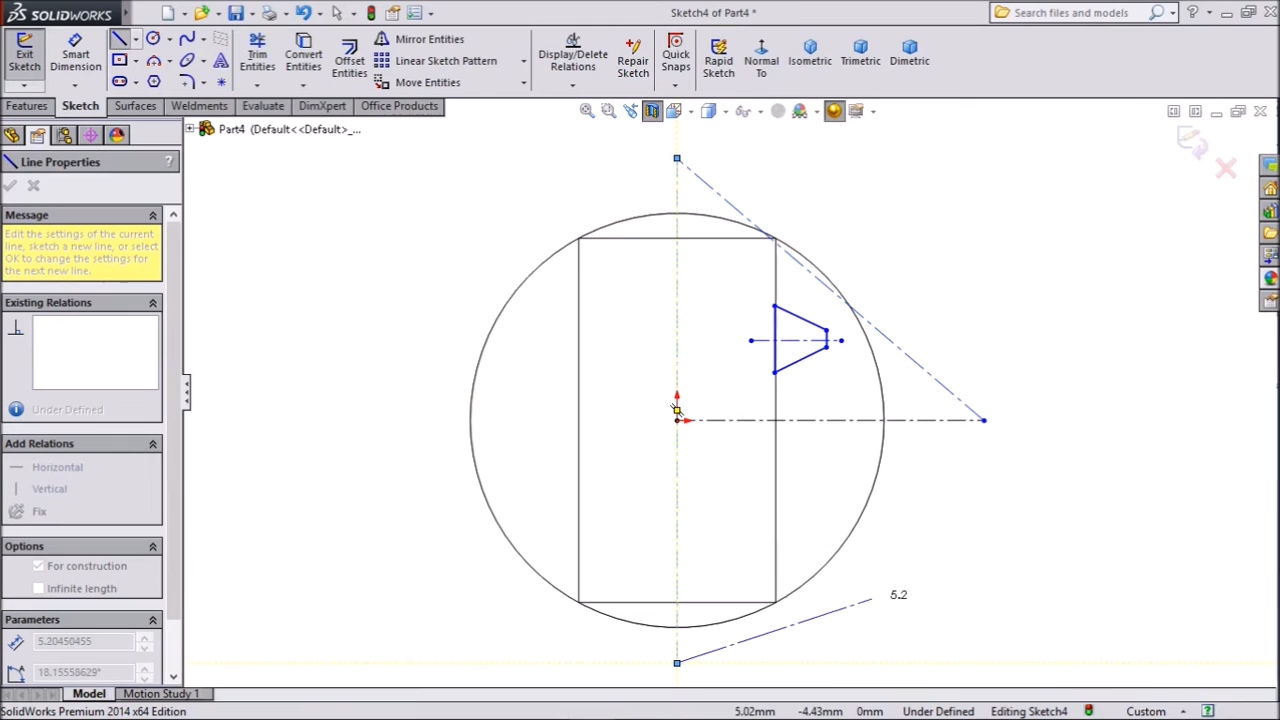 SOLIDWORKS
Sketch4 of Part4 *
Search files and models
Exit Sketch
Smart Dimension
Trim Entities
Convert Entities
Offset Entities
Mirror Entities
Linear Sketch Pattern
Move Entities
Display/Delete Relations
Repair Sketch
Quick Snaps
Rapid Sketch
Normal To
Isometric
Trimetric
Dimetric
Features
Sketch
Surfaces
Weldments
Evaluate
DimXpert
Office Products
Part4 (Default<<Default>_...
Line Properties
?
Message
Edit the settings of the current
line, sketch a new line, or select
OK to change the settings for
the next new line.
Existing Relations
Under Defined
Add Relations
Horizontal
Vertical
Fix
Options
For construction
Infinite length
Parameters
5.20450455
18.15558629°
5.2
Model
Motion Study 1
SolidWorks Premium 2014 x64 Edition
5.02mm
-4.43mm
0mm
Under Defined
Editing Sketch4
Custom